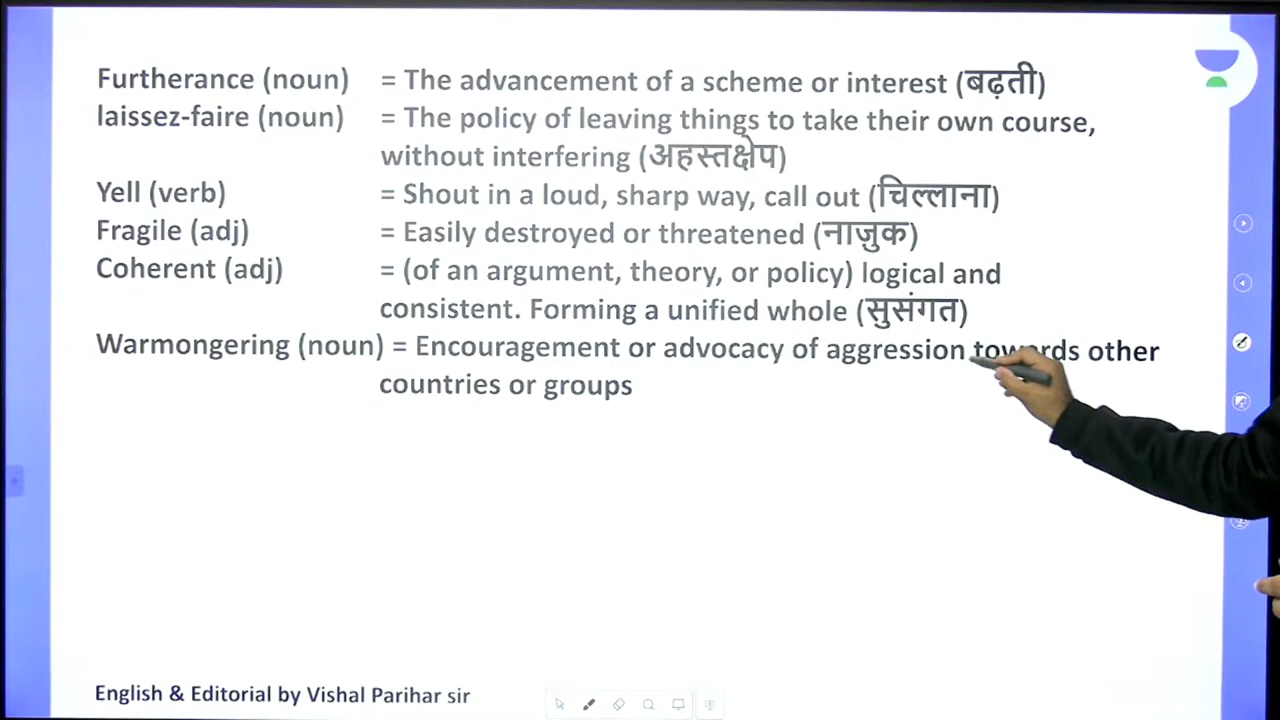 Furtherance (noun) = The advancement of a scheme or interest (बढ़ती)
laissez-faire (noun) = The policy of leaving things to take their own course,
without interfering (अहस्तक्षेप)
Yell (verb) = Shout in a loud, sharp way, call out (चिल्लाना)
Fragile (adj) = Easily destroyed or threatened (नाज़ुक)
Coherent (adj) = (of an argument, theory, or policy) logical and
consistent. Forming a unified whole (सुसंगत)
Warmongering (noun) = Encouragement or advocacy of aggression towards other
countries or groups
English & Editorial by Vishal Parihar sir